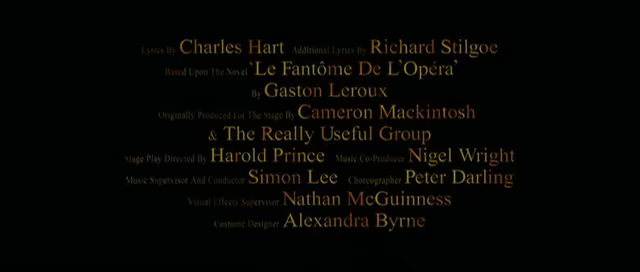 Lyrics By Charles Hart Additional Lyrics By Richard Stilgoe
Based Upon The Novel ‘Le Fantôme De L’Opéra’
By Gaston Leroux
Originally Produced For The Stage By Cameron Mackintosh
& The Really Useful Group
Stage Play Directed By Harold Prince Music Co-Producer Nigel Wright
Music Supervisor And Conductor Simon Lee Choreographer Peter Darling
Visual Effects Supervisor Nathan McGuinness
Costume Designer Alexandra Byrne